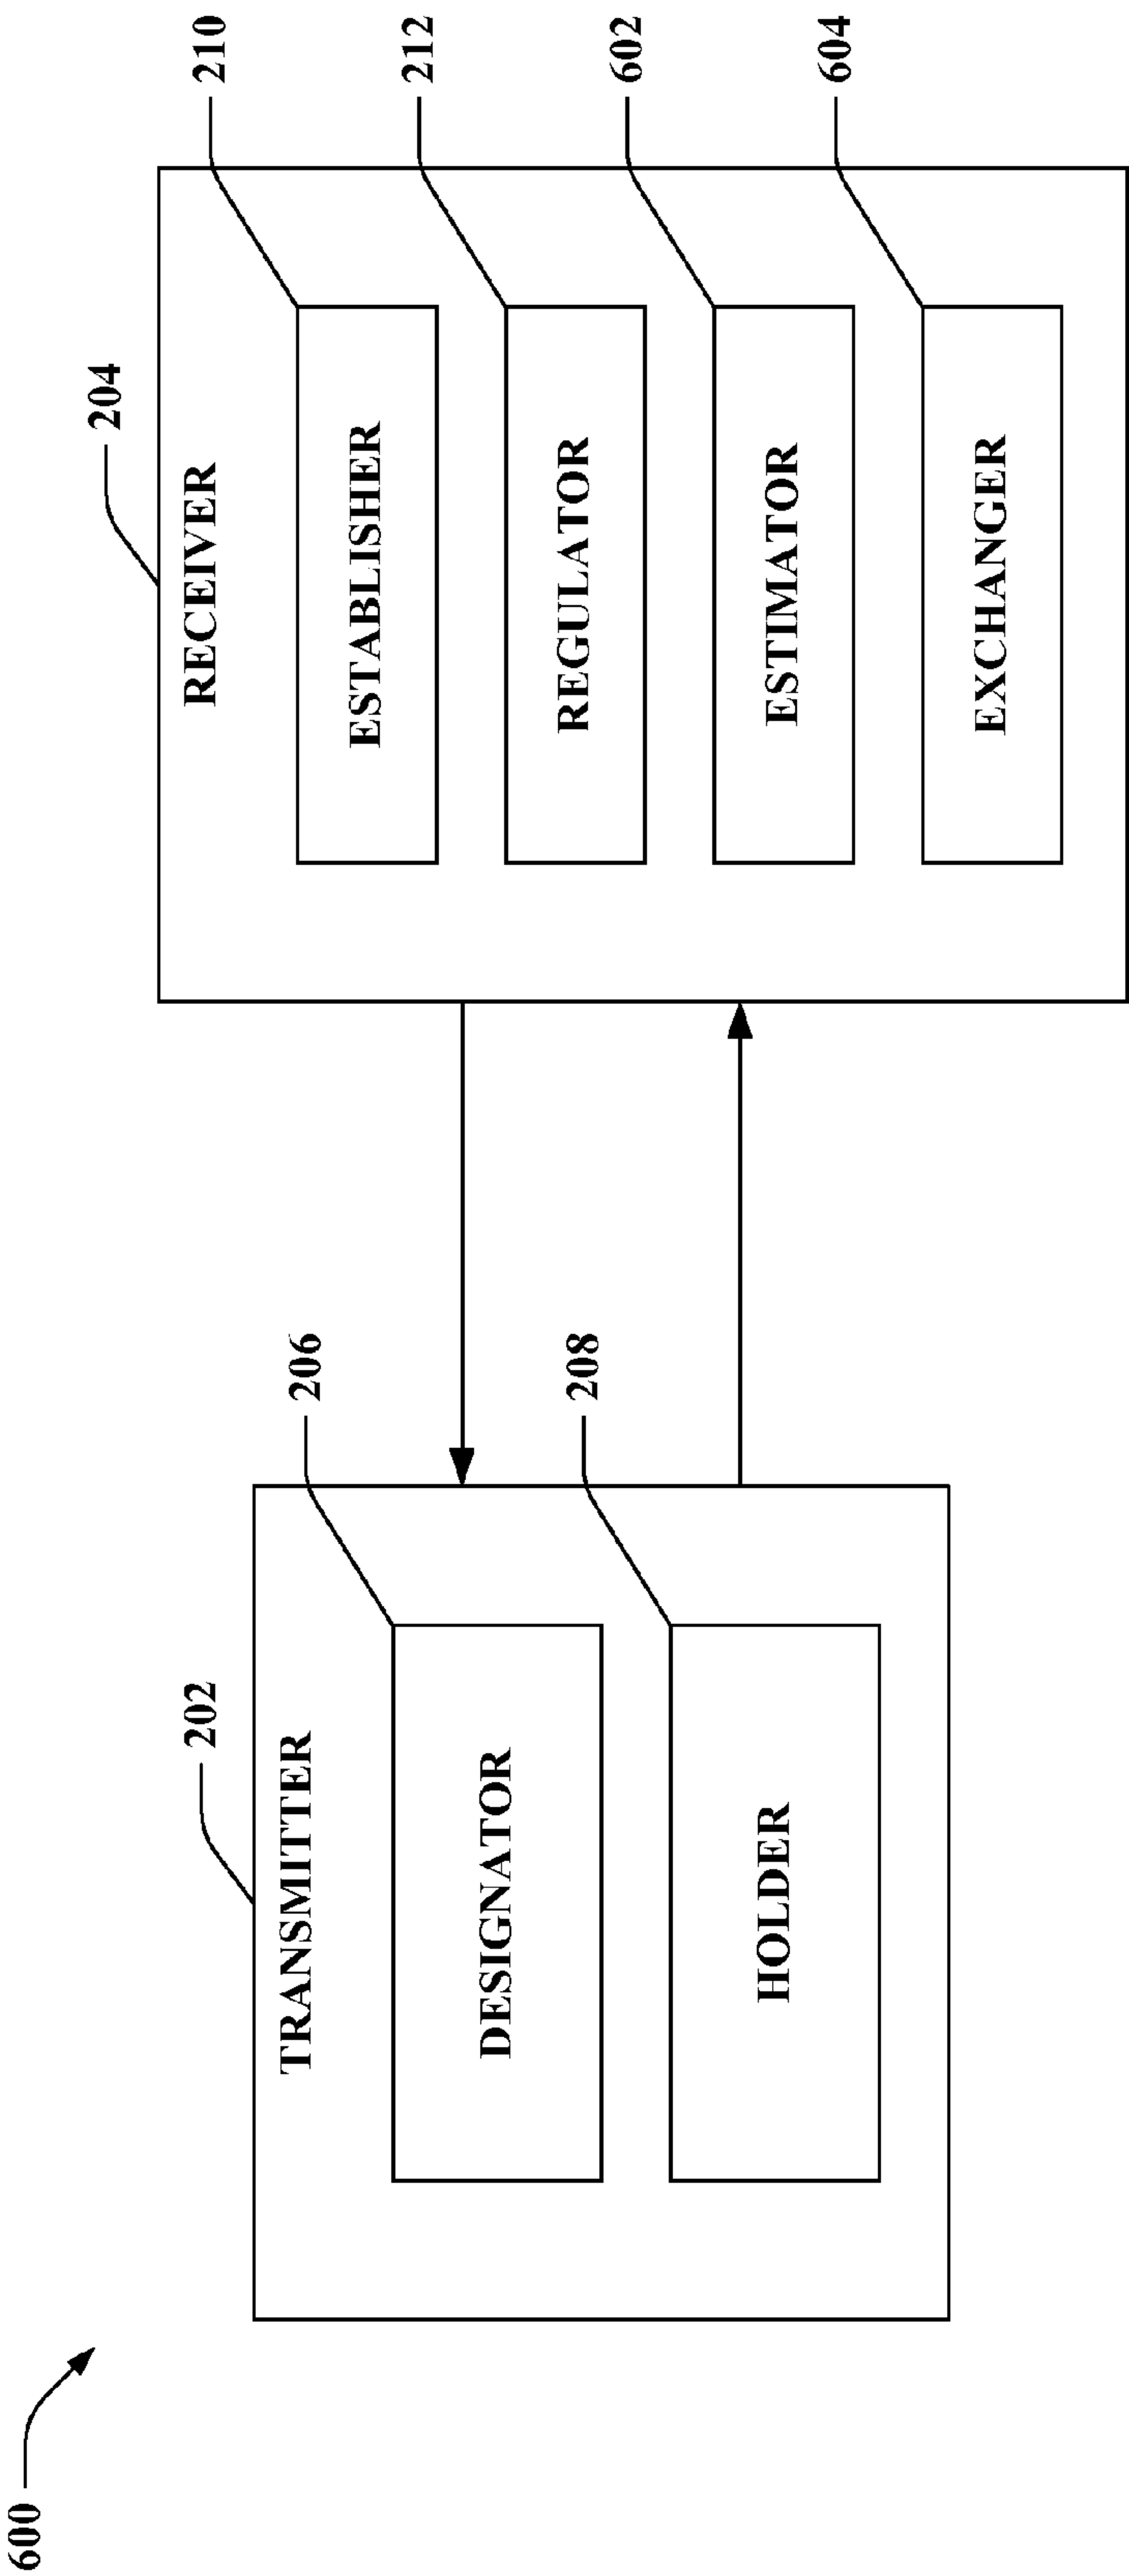 600
202
TRANSMITTER
206
DESIGNATOR
208
HOLDER
204
RECEIVER
210
ESTABLISHER
212
REGULATOR
602
ESTIMATOR
604
EXCHANGER